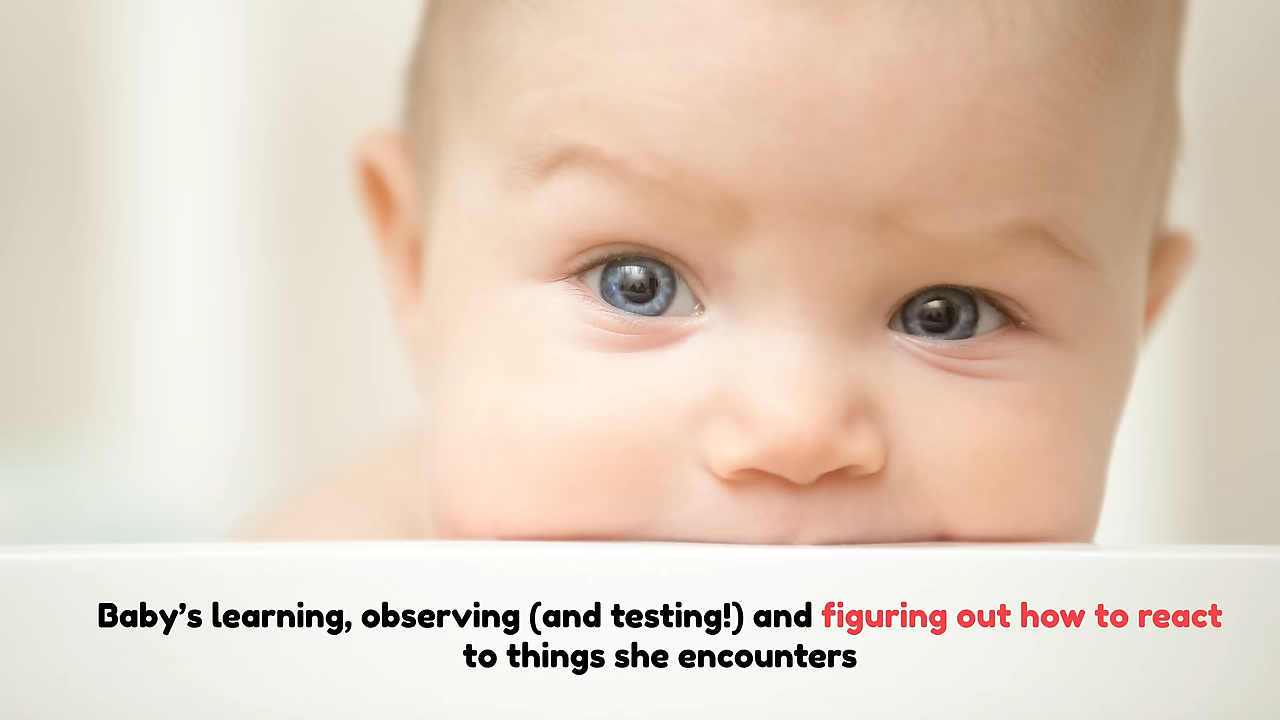 Baby’s learning, observing (and testing!) and figuring out how to react
to things she encounters